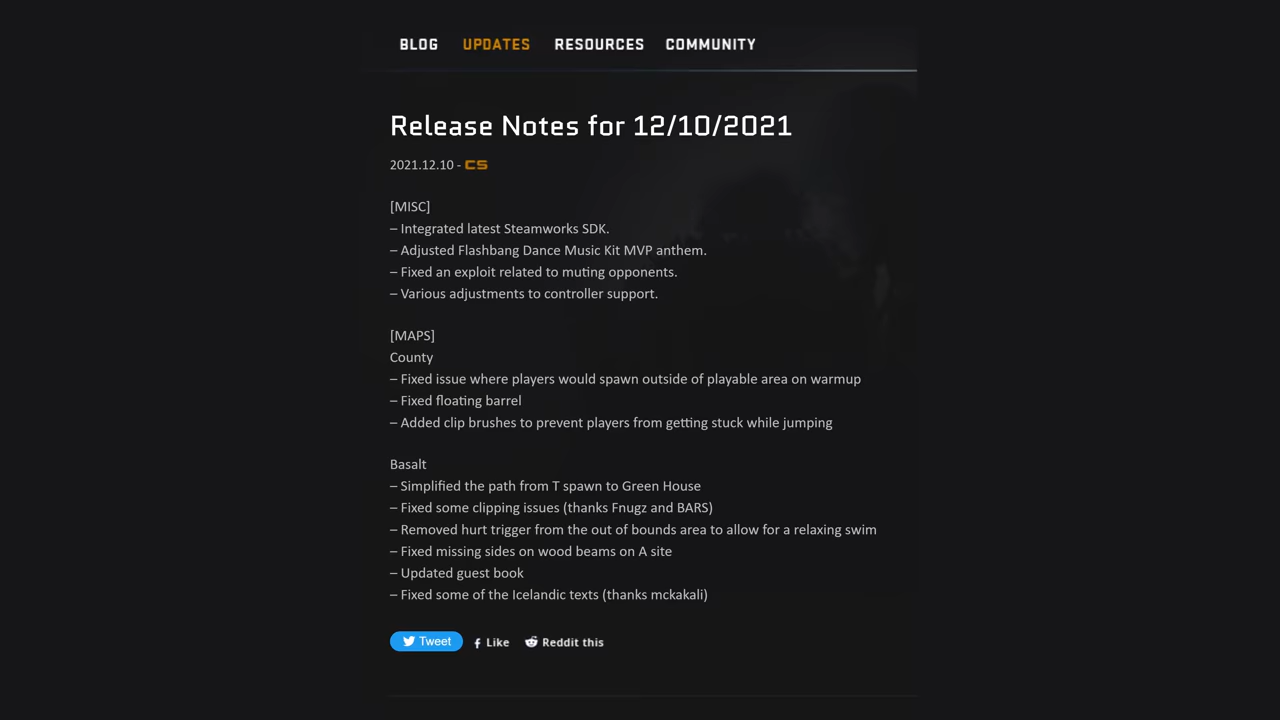 BLOG UPDATES RESOURCES COMMUNITY
Release Notes for 12/10/2021
2021.12.10 - CS
[MISC]
– Integrated latest Steamworks SDK.
– Adjusted Flashbang Dance Music Kit MVP anthem.
– Fixed an exploit related to muting opponents.
– Various adjustments to controller support.
[MAPS]
County
– Fixed issue where players would spawn outside of playable area on warmup
– Fixed floating barrel
– Added clip brushes to prevent players from getting stuck while jumping
Basalt
– Simplified the path from T spawn to Green House
– Fixed some clipping issues (thanks Fnugz and BARS)
– Removed hurt trigger from the out of bounds area to allow for a relaxing swim
– Fixed missing sides on wood beams on A site
– Updated guest book
– Fixed some of the Icelandic texts (thanks mckakali)
Tweet Like Reddit this